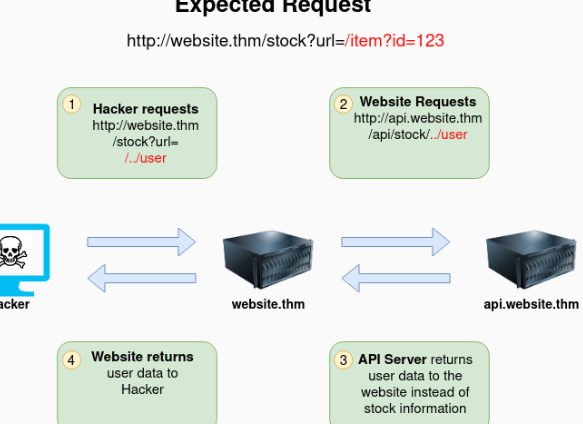 Expected Request
http://website.thm/stock?url=/item?id=123
1
Hacker requests
http://website.thm
/stock?url=
/../user
2
Website Requests
http://api.website.thm
/api/stock/../user
acker
website.thm
api.website.thm
4
Website returns
user data to
Hacker
3
API Server returns
user data to the
website instead of
stock information